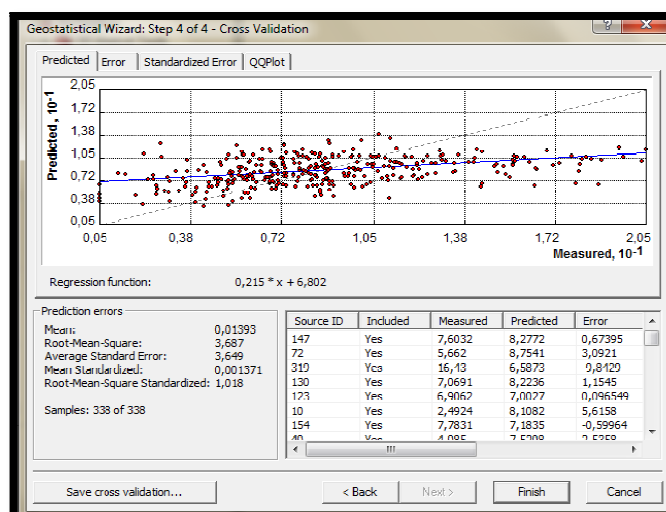 Geostatistical Wizard: Step 4 of 4 - Cross Validation
Predicted Error Standardized Error QQPlot
Predicted, 10-1
2,05
1,72
1,38
1,05
0,72
0,38
0,05
0,05 0,38 0,72 1,05 1,38 1,72 2,05
Measured, 10-1
Regression function: 0,215 * x + 6,802
Prediction errors
Mean: 0,01393
Root-Mean-Square: 3,687
Average Standard Error: 3,649
Mean Standardized: 0,001371
Root-Mean-Square Standardized: 1,018
Samples: 338 of 338
Source ID Included Measured Predicted Error
147 Yes 7,6032 8,2772 0,67395
72 Yes 5,662 8,7541 3,0921
319 Yes 6,5873
130 Yes 7,0691 8,2236 1,1545
123 Yes 6,9062 7,0027 0,096549
10 Yes 2,4924 8,1082 5,6158
154 Yes 7,7831 7,1835 -0,59964
40 Yes
Save cross validation... < Back Next > Finish Cancel